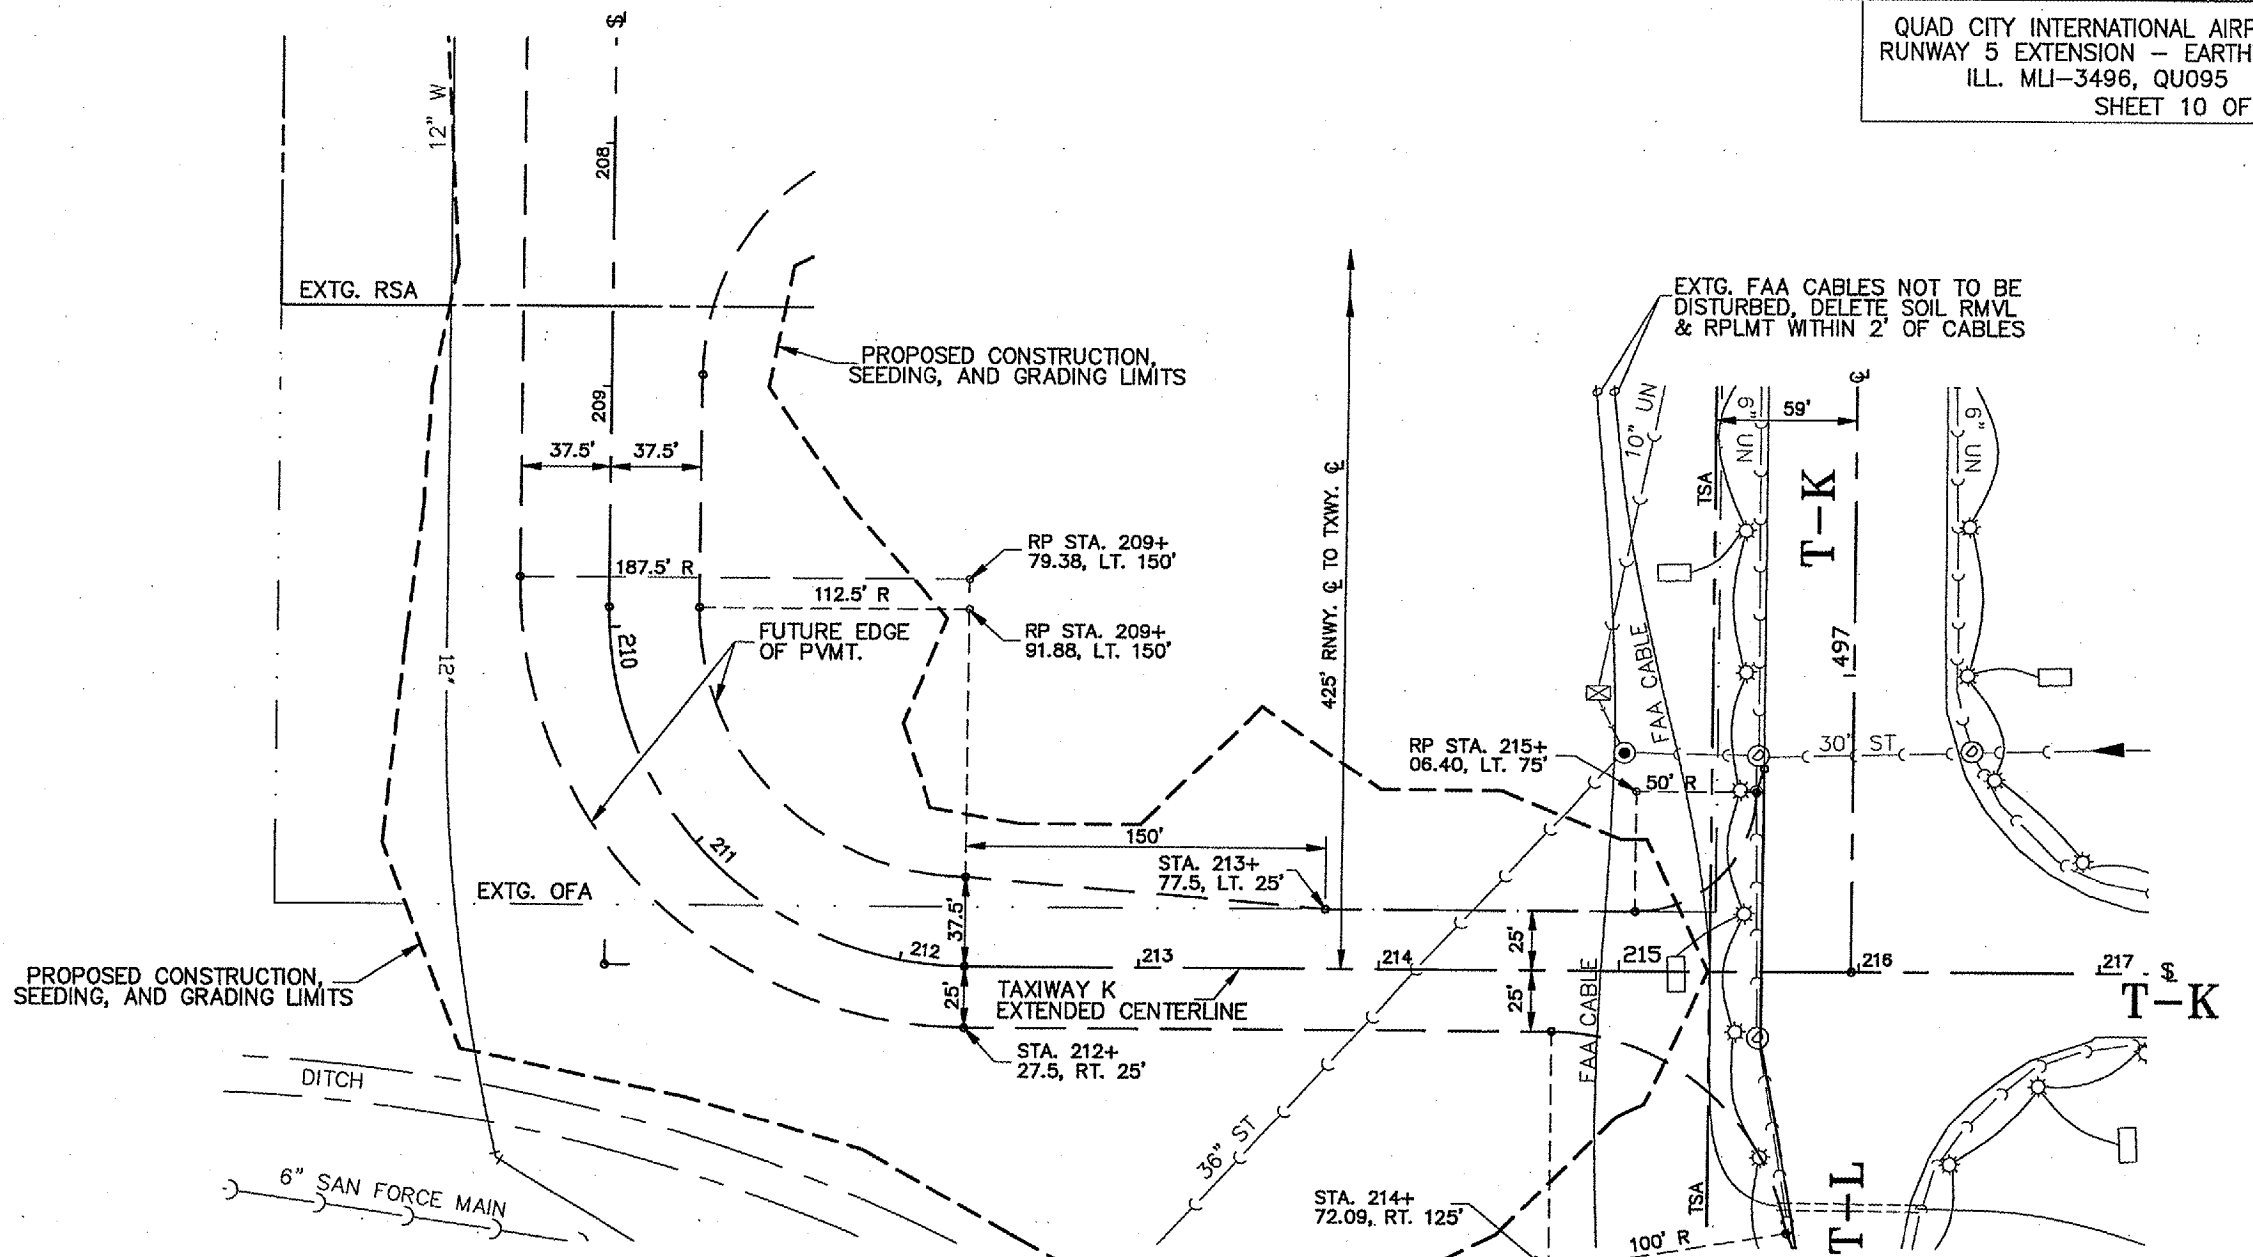 QUAD CITY INTERNATIONAL AIRP
RUNWAY 5 EXTENSION – EARTH
ILL. MLI–3496, QU095
SHEET 10 OF
12" W
208
EXTG. RSA
PROPOSED CONSTRUCTION,
SEEDING, AND GRADING LIMITS
EXTG. FAA CABLES NOT TO BE
DISTURBED, DELETE SOIL RMVL
& RPLMT WITHIN 2' OF CABLES
209
37.5'
37.5'
10" UN
6" UN
59'
6" UN
TSA
T–K
425' RNWY. ℄ TO TXWY. ℄
187.5' R
112.5' R
RP STA. 209+
79.38, LT. 150'
RP STA. 209+
91.88, LT. 150'
210
FUTURE EDGE
OF PVMT.
12'
FAA CABLE
497
RP STA. 215+
06.40, LT. 75'
50' R
30' ST
211
150'
STA. 213+
77.5, LT. 25'
EXTG. OFA
37.5'
25'
212
213
214
215
216
217
T–K
25'
25'
PROPOSED CONSTRUCTION,
SEEDING, AND GRADING LIMITS
TAXIWAY K
EXTENDED CENTERLINE
FAA CABLE
STA. 212+
27.5, RT. 25'
DITCH
36" ST
6" SAN FORCE MAIN
STA. 214+
72.09, RT. 125'
TSA
T–L
100' R